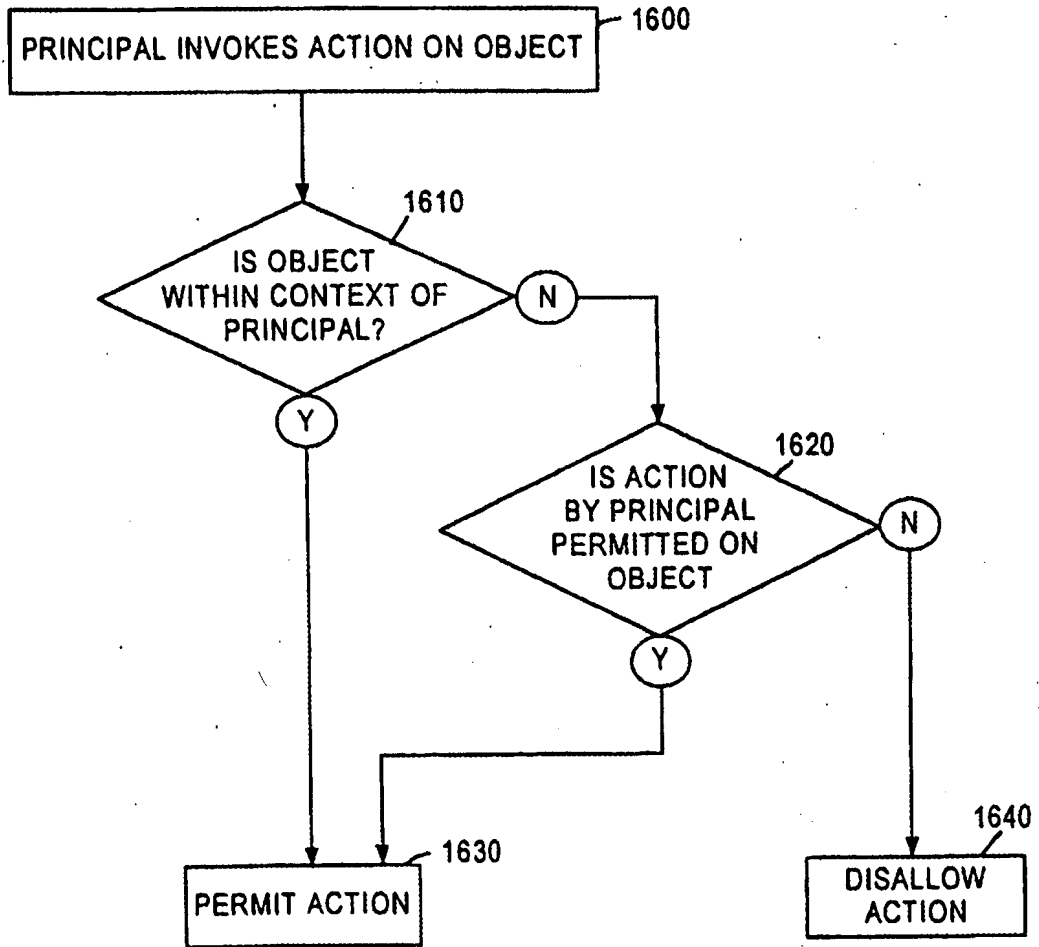 1600
PRINCIPAL INVOKES ACTION ON OBJECT
1610
IS OBJECT
WITHIN CONTEXT OF
PRINCIPAL?
N
Y
1620
IS ACTION
BY PRINCIPAL
PERMITTED ON
OBJECT
N
Y
1630
PERMIT ACTION
1640
DISALLOW
ACTION